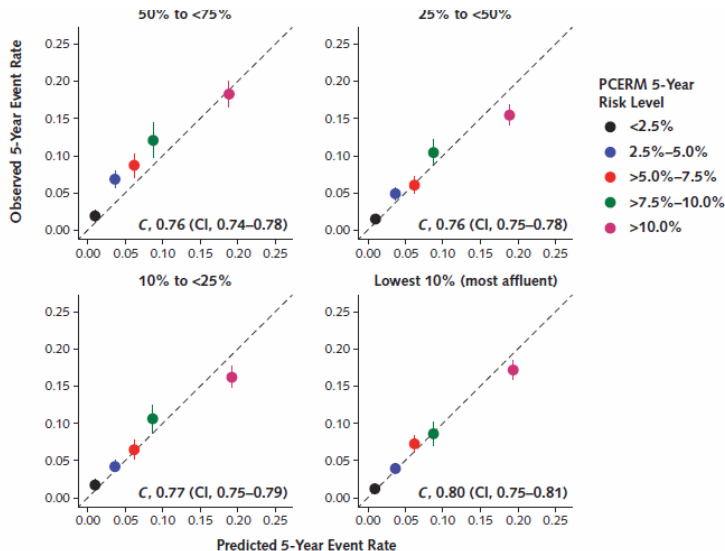 50% to <75%
25% to <50%
Observed 5-Year Event Rate
0.25
0.20
0.15
0.10
0.05
0.00
C, 0.76 (CI, 0.74–0.78)
0.00 0.05 0.10 0.15 0.20 0.25
C, 0.76 (CI, 0.75–0.78)
0.25
0.20
0.15
0.10
0.05
0.00
0.00 0.05 0.10 0.15 0.20 0.25
PCERM 5-Year
Risk Level
<2.5%
2.5%–5.0%
>5.0%–7.5%
>7.5%–10.0%
>10.0%
10% to <25%
Lowest 10% (most affluent)
0.25
0.20
0.15
0.10
0.05
0.00
C, 0.77 (CI, 0.75–0.79)
0.00 0.05 0.10 0.15 0.20 0.25
0.25
0.20
0.15
0.10
0.05
0.00
C, 0.80 (CI, 0.75–0.81)
0.00 0.05 0.10 0.15 0.20 0.25
Predicted 5-Year Event Rate